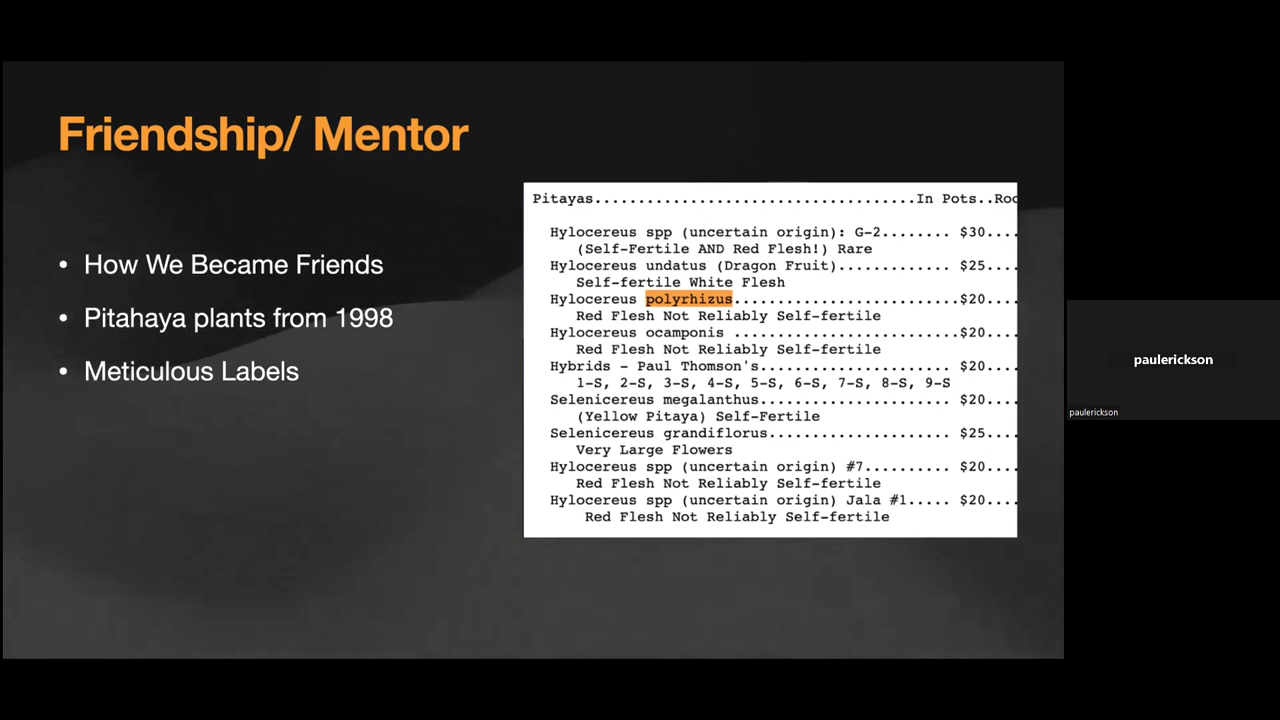 Friendship/ Mentor
• How We Became Friends
• Pitahaya plants from 1998
• Meticulous Labels
Pitayas.....................................In Pots..Roo
Hylocereus spp (uncertain origin): G-2........ $30....
(Self-Fertile AND Red Flesh!) Rare
Hylocereus undatus (Dragon Fruit)............. $25....
Self-fertile White Flesh
Hylocereus polyrhizus..........................$20....
Red Flesh Not Reliably Self-fertile
Hylocereus ocamponis ..........................$20....
Red Flesh Not Reliably Self-fertile
Hybrids - Paul Thomson's...................... $20....
1-S, 2-S, 3-S, 4-S, 5-S, 6-S, 7-S, 8-S, 9-S
Selenicereus megalanthus...................... $20....
(Yellow Pitaya) Self-Fertile
Selenicereus grandiflorus..................... $25....
Very Large Flowers
Hylocereus spp (uncertain origin) #7.......... $20....
Red Flesh Not Reliably Self-fertile
Hylocereus spp (uncertain origin) Jala #1..... $20....
Red Flesh Not Reliably Self-fertile
paulerickson
paulerickson